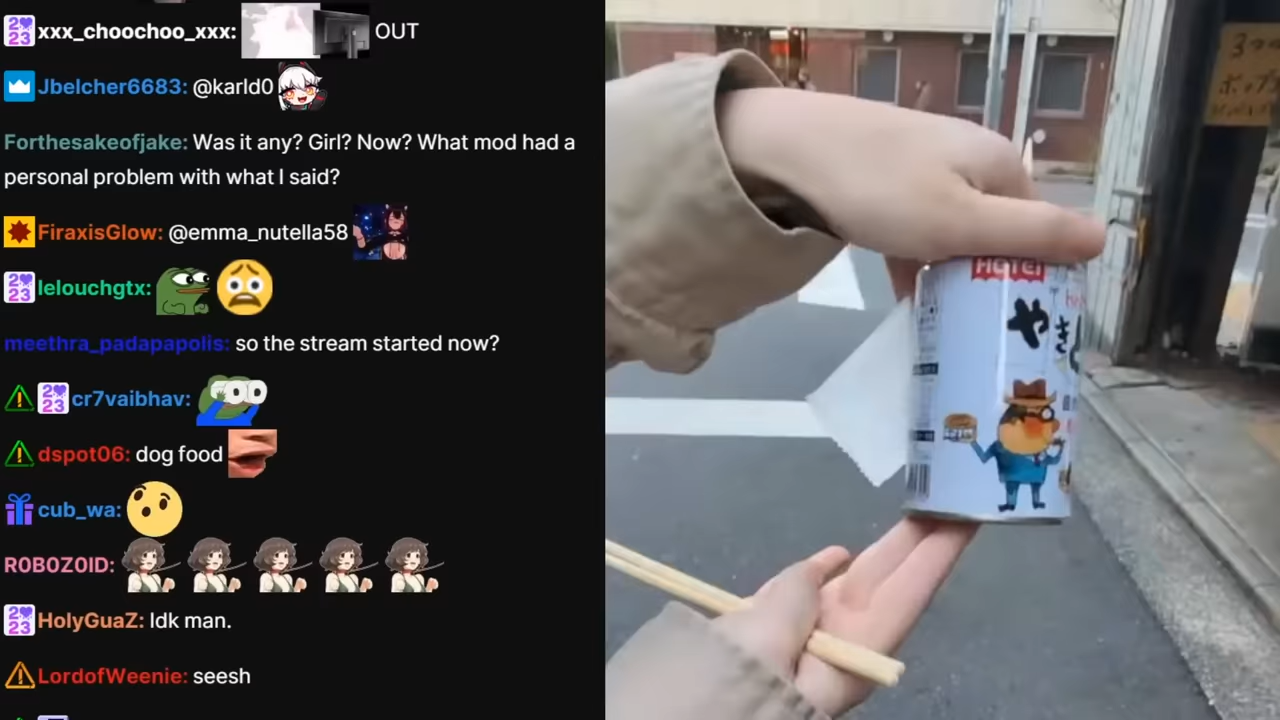 xxx_choochoo_xxx: OUT
Jbelcher6683: @karld0
Forthesakeofjake: Was it any? Girl? Now? What mod had a
personal problem with what I said?
FiraxisGlow: @emma_nutella58
lelouchgtx:
meethra_padapapolis: so the stream started now?
cr7vaibhav:
dspot06: dog food
cub_wa:
R0B0Z0ID:
HolyGuaZ: Idk man.
LordofWeenie: seesh
HOTEI
やき